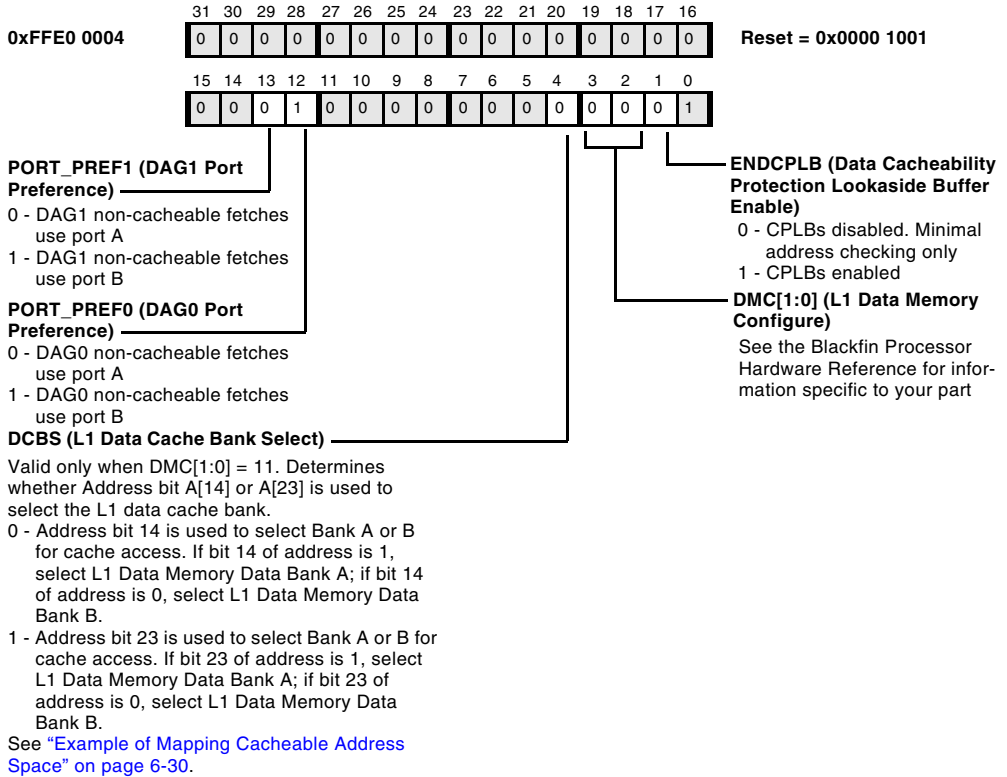 31 30 29 28 27 26 25 24 23 22 21 20 19 18 17 16
0xFFE0 0004
0 0 0 0 0 0 0 0 0 0 0 0 0 0 0 0
Reset = 0x0000 1001
15 14 13 12 11 10 9 8 7 6 5 4 3 2 1 0
0 0 0 1 0 0 0 0 0 0 0 0 0 0 0 1
PORT_PREF1 (DAG1 Port
Preference)
0 - DAG1 non-cacheable fetches
use port A
1 - DAG1 non-cacheable fetches
use port B
PORT_PREF0 (DAG0 Port
Preference)
0 - DAG0 non-cacheable fetches
use port A
1 - DAG0 non-cacheable fetches
use port B
DCBS (L1 Data Cache Bank Select)
Valid only when DMC[1:0] = 11. Determines
whether Address bit A[14] or A[23] is used to
select the L1 data cache bank.
0 - Address bit 14 is used to select Bank A or B
for cache access. If bit 14 of address is 1,
select L1 Data Memory Data Bank A; if bit 14
of address is 0, select L1 Data Memory Data
Bank B.
1 - Address bit 23 is used to select Bank A or B for
cache access. If bit 23 of address is 1, select
L1 Data Memory Data Bank A; if bit 23 of
address is 0, select L1 Data Memory Data
Bank B.
See "Example of Mapping Cacheable Address
Space" on page 6-30.
ENDCPLB (Data Cacheability
Protection Lookaside Buffer
Enable)
0 - CPLBs disabled. Minimal
address checking only
1 - CPLBs enabled
DMC[1:0] (L1 Data Memory
Configure)
See the Blackfin Processor
Hardware Reference for infor-
mation specific to your part